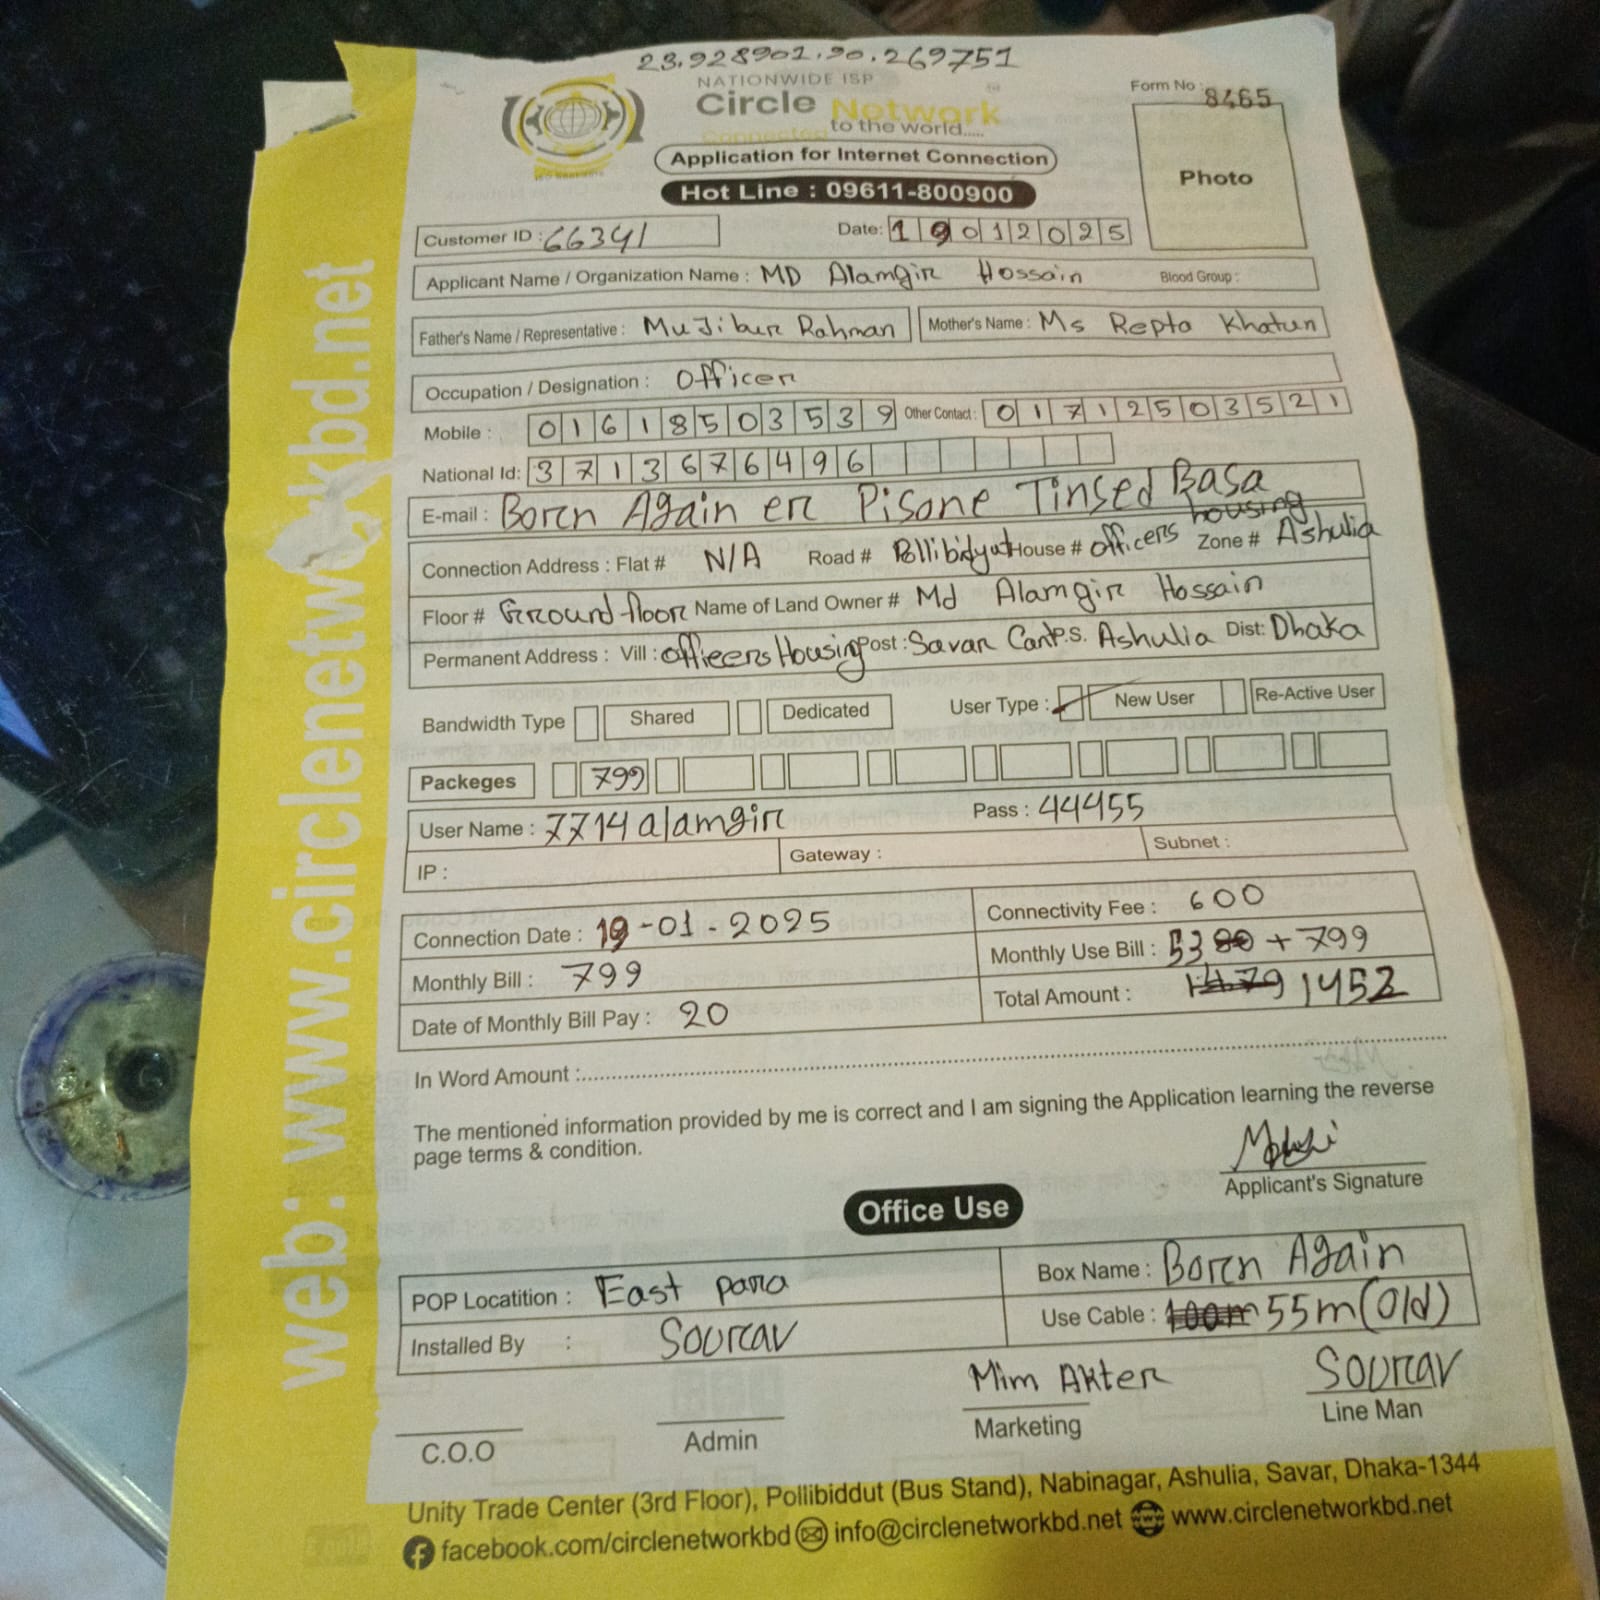 23.928901.90.269751
NATIONWIDE ISP
Circle Network
to the world.....
Form No : 8465
Application for Internet Connection
Photo
Hot Line : 09611-800900
Customer ID : 66341 Date: 19012025
Applicant Name / Organization Name : MD Alamgir Hossain Blood Group :
Father's Name / Representative : Mujibur Rahman Mother's Name : Ms Repta Khatun
Occupation / Designation : Officer
Mobile : 01618503539 Other Contact : 01712503521
National Id: 3713676496
E-mail : Born Again er Pisone Tinsed Basa
Connection Address : Flat # N/A Road # Pollibidyut House # officers housing Zone # Ashulia
Floor # Ground floor Name of Land Owner # Md Alamgir Hossain
Permanent Address : Vill : officers Housing Post : Savar Cant P.S. Ashulia Dist: Dhaka
Bandwidth Type Shared Dedicated User Type : New User Re-Active User
Packeges 799
User Name : 7714alamgir Pass : 44455
IP : Gateway : Subnet :
Connection Date : 19-01-2025 Connectivity Fee : 600
Monthly Bill : 799 Monthly Use Bill : 53 + 799
Date of Monthly Bill Pay : 20 Total Amount : 1452
In Word Amount :
The mentioned information provided by me is correct and I am signing the Application learning the reverse
page terms & condition.
Applicant's Signature
Office Use
POP Locatition : East para Box Name : Born Again
Installed By : Sourav Use Cable : 55m (old)
Mim Akter Sourav
C.O.O Admin Marketing Line Man
Unity Trade Center (3rd Floor), Pollibiddut (Bus Stand), Nabinagar, Ashulia, Savar, Dhaka-1344
facebook.com/circlenetworkbd info@circlenetworkbd.net www.circlenetworkbd.net
web: www.circlenetworkbd.net